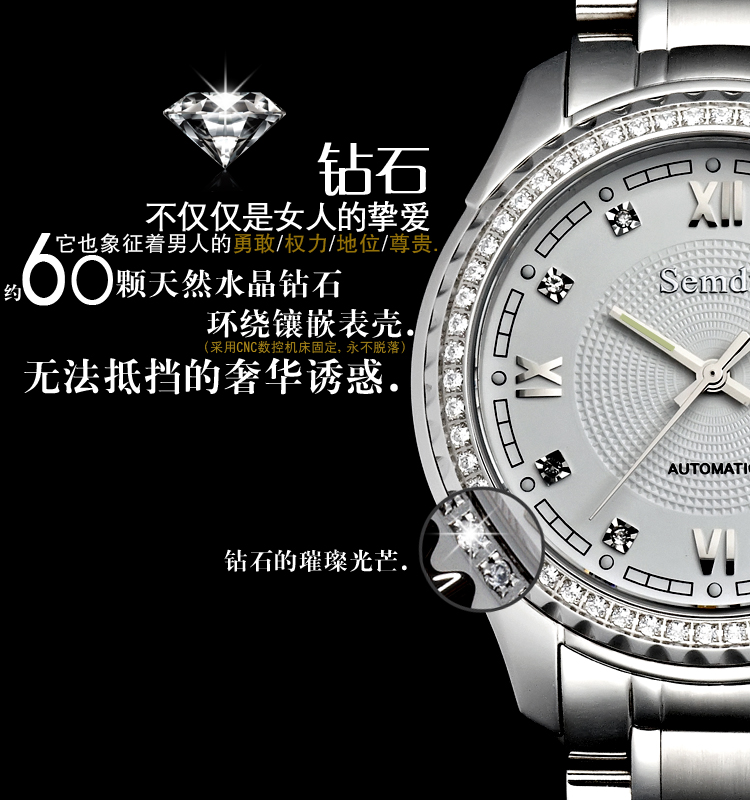 钻石
不仅仅是女人的挚爱
它也象征着男人的勇敢/权力/地位/尊贵.
约60颗天然水晶钻石
环绕镶嵌表壳.
(采用CNC数控机床固定,永不脱落)
无法抵挡的奢华诱惑.
钻石的璀璨光芒.
XII
Semd
IX
AUTOMATIC
VI